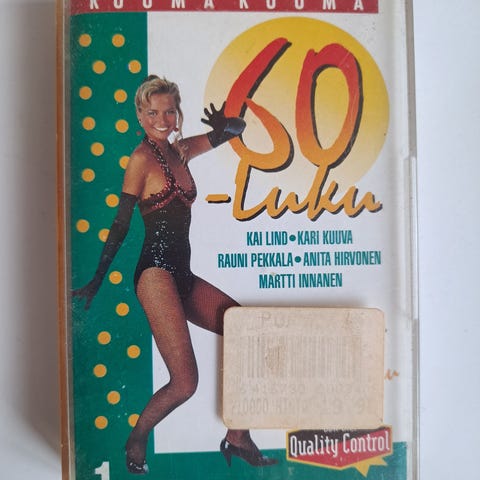 KUUMA KUUMA
60
-Luku
KAI LIND • KARI KUUVA
RAUNI PEKKALA • ANITA HIRVONEN
MARTTI INNANEN
Quality Control
1